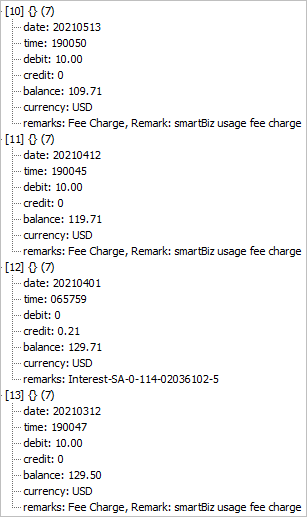 [10] {} (7)
date: 20210513
time: 190050
debit: 10.00
credit: 0
balance: 109.71
currency: USD
remarks: Fee Charge, Remark: smartBiz usage fee charge
[11] {} (7)
date: 20210412
time: 190045
debit: 10.00
credit: 0
balance: 119.71
currency: USD
remarks: Fee Charge, Remark: smartBiz usage fee charge
[12] {} (7)
date: 20210401
time: 065759
debit: 0
credit: 0.21
balance: 129.71
currency: USD
remarks: Interest-SA-0-114-02036102-5
[13] {} (7)
date: 20210312
time: 190047
debit: 10.00
credit: 0
balance: 129.50
currency: USD
remarks: Fee Charge, Remark: smartBiz usage fee charge